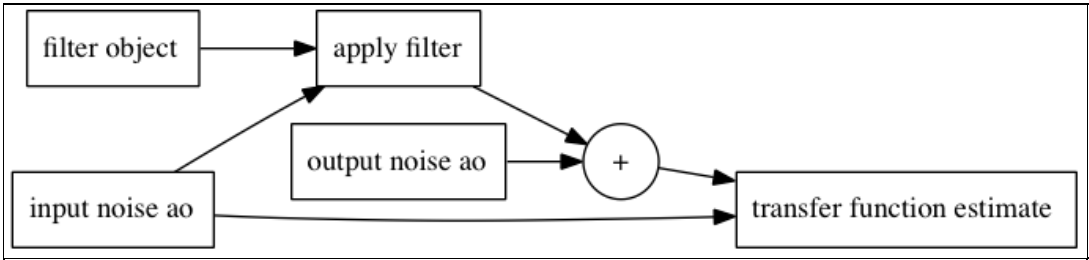 filter object
apply filter
output noise ao
+
input noise ao
transfer function estimate